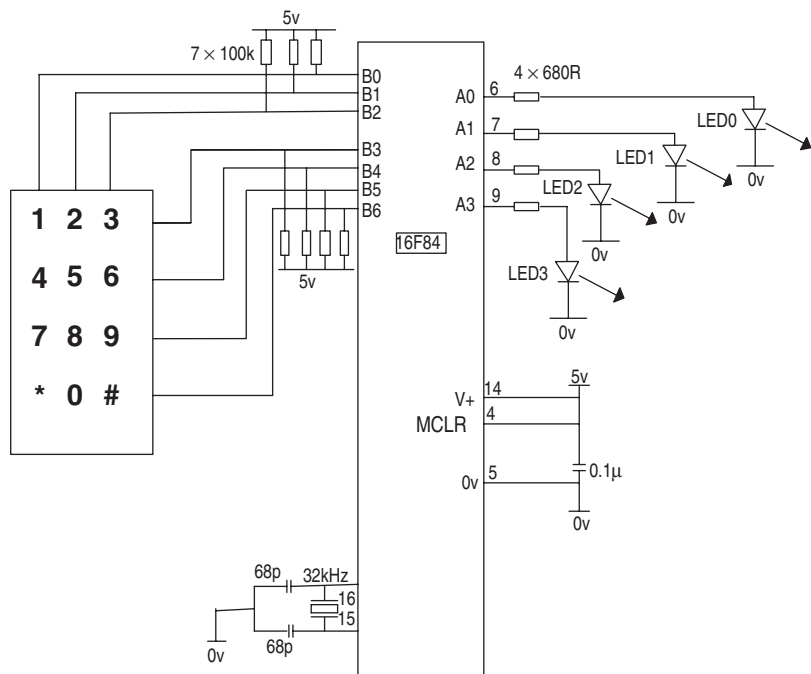 5v
7 × 100k
B0
B1
B2
B3
B4
B5
B6
1 2 3
4 5 6
7 8 9
* 0 #
5v
16F84
4 × 680R
A0 6
A1 7
A2 8
A3 9
LED0
0v
LED1
0v
LED2
0v
LED3
0v
5v
V+ 14
MCLR 4
0.1µ
0v 5
0v
68p
32kHz
16
15
68p
0v